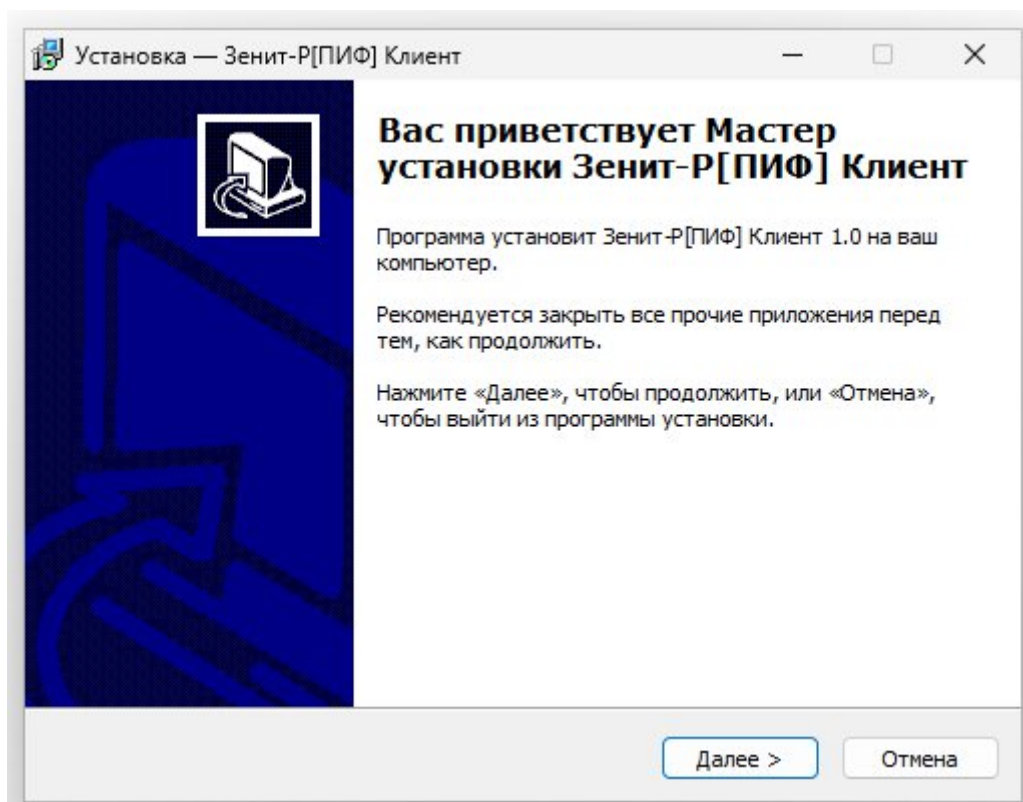 Установка — Зенит-Р[ПИФ] Клиент
Вас приветствует Мастер
установки Зенит-Р[ПИФ] Клиент
Программа установит Зенит-Р[ПИФ] Клиент 1.0 на ваш
компьютер.
Рекомендуется закрыть все прочие приложения перед
тем, как продолжить.
Нажмите «Далее», чтобы продолжить, или «Отмена»,
чтобы выйти из программы установки.
Далее >
Отмена